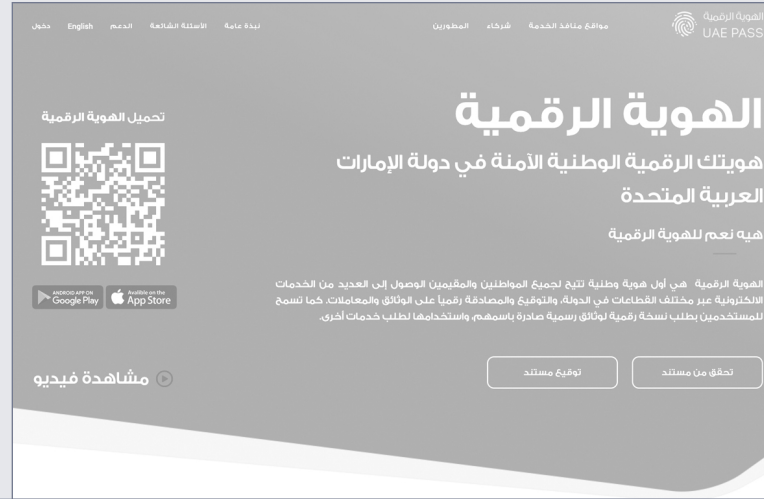 الهوية الرقمية
UAE PASS
مواقع منافذ الخدمة شركاء المطورين
نبذة عامة الأسئلة الشائعة الدعم English دخول
الهوية الرقمية
هويتك الرقمية الوطنية الآمنة في دولة الإمارات
العربية المتحدة
هيه نعم للهوية الرقمية
الهوية الرقمية هي أول هوية وطنية تتيح لجميع المواطنين والمقيمين الوصول إلى العديد من الخدمات
الالكترونية عبر مختلف القطاعات في الدولة، والتوقيع والمصادقة رقمياً على الوثائق والمعاملات. كما تسمح
للمستخدمين بطلب نسخة رقمية لوثائق رسمية صادرة باسمهم، واستخدامها لطلب خدمات أخرى.
تحقق من مستند
توقيع مستند
تحميل الهوية الرقمية
ANDROID APP ON
Google Play
Avalible on the
App Store
مشاهدة فيديو